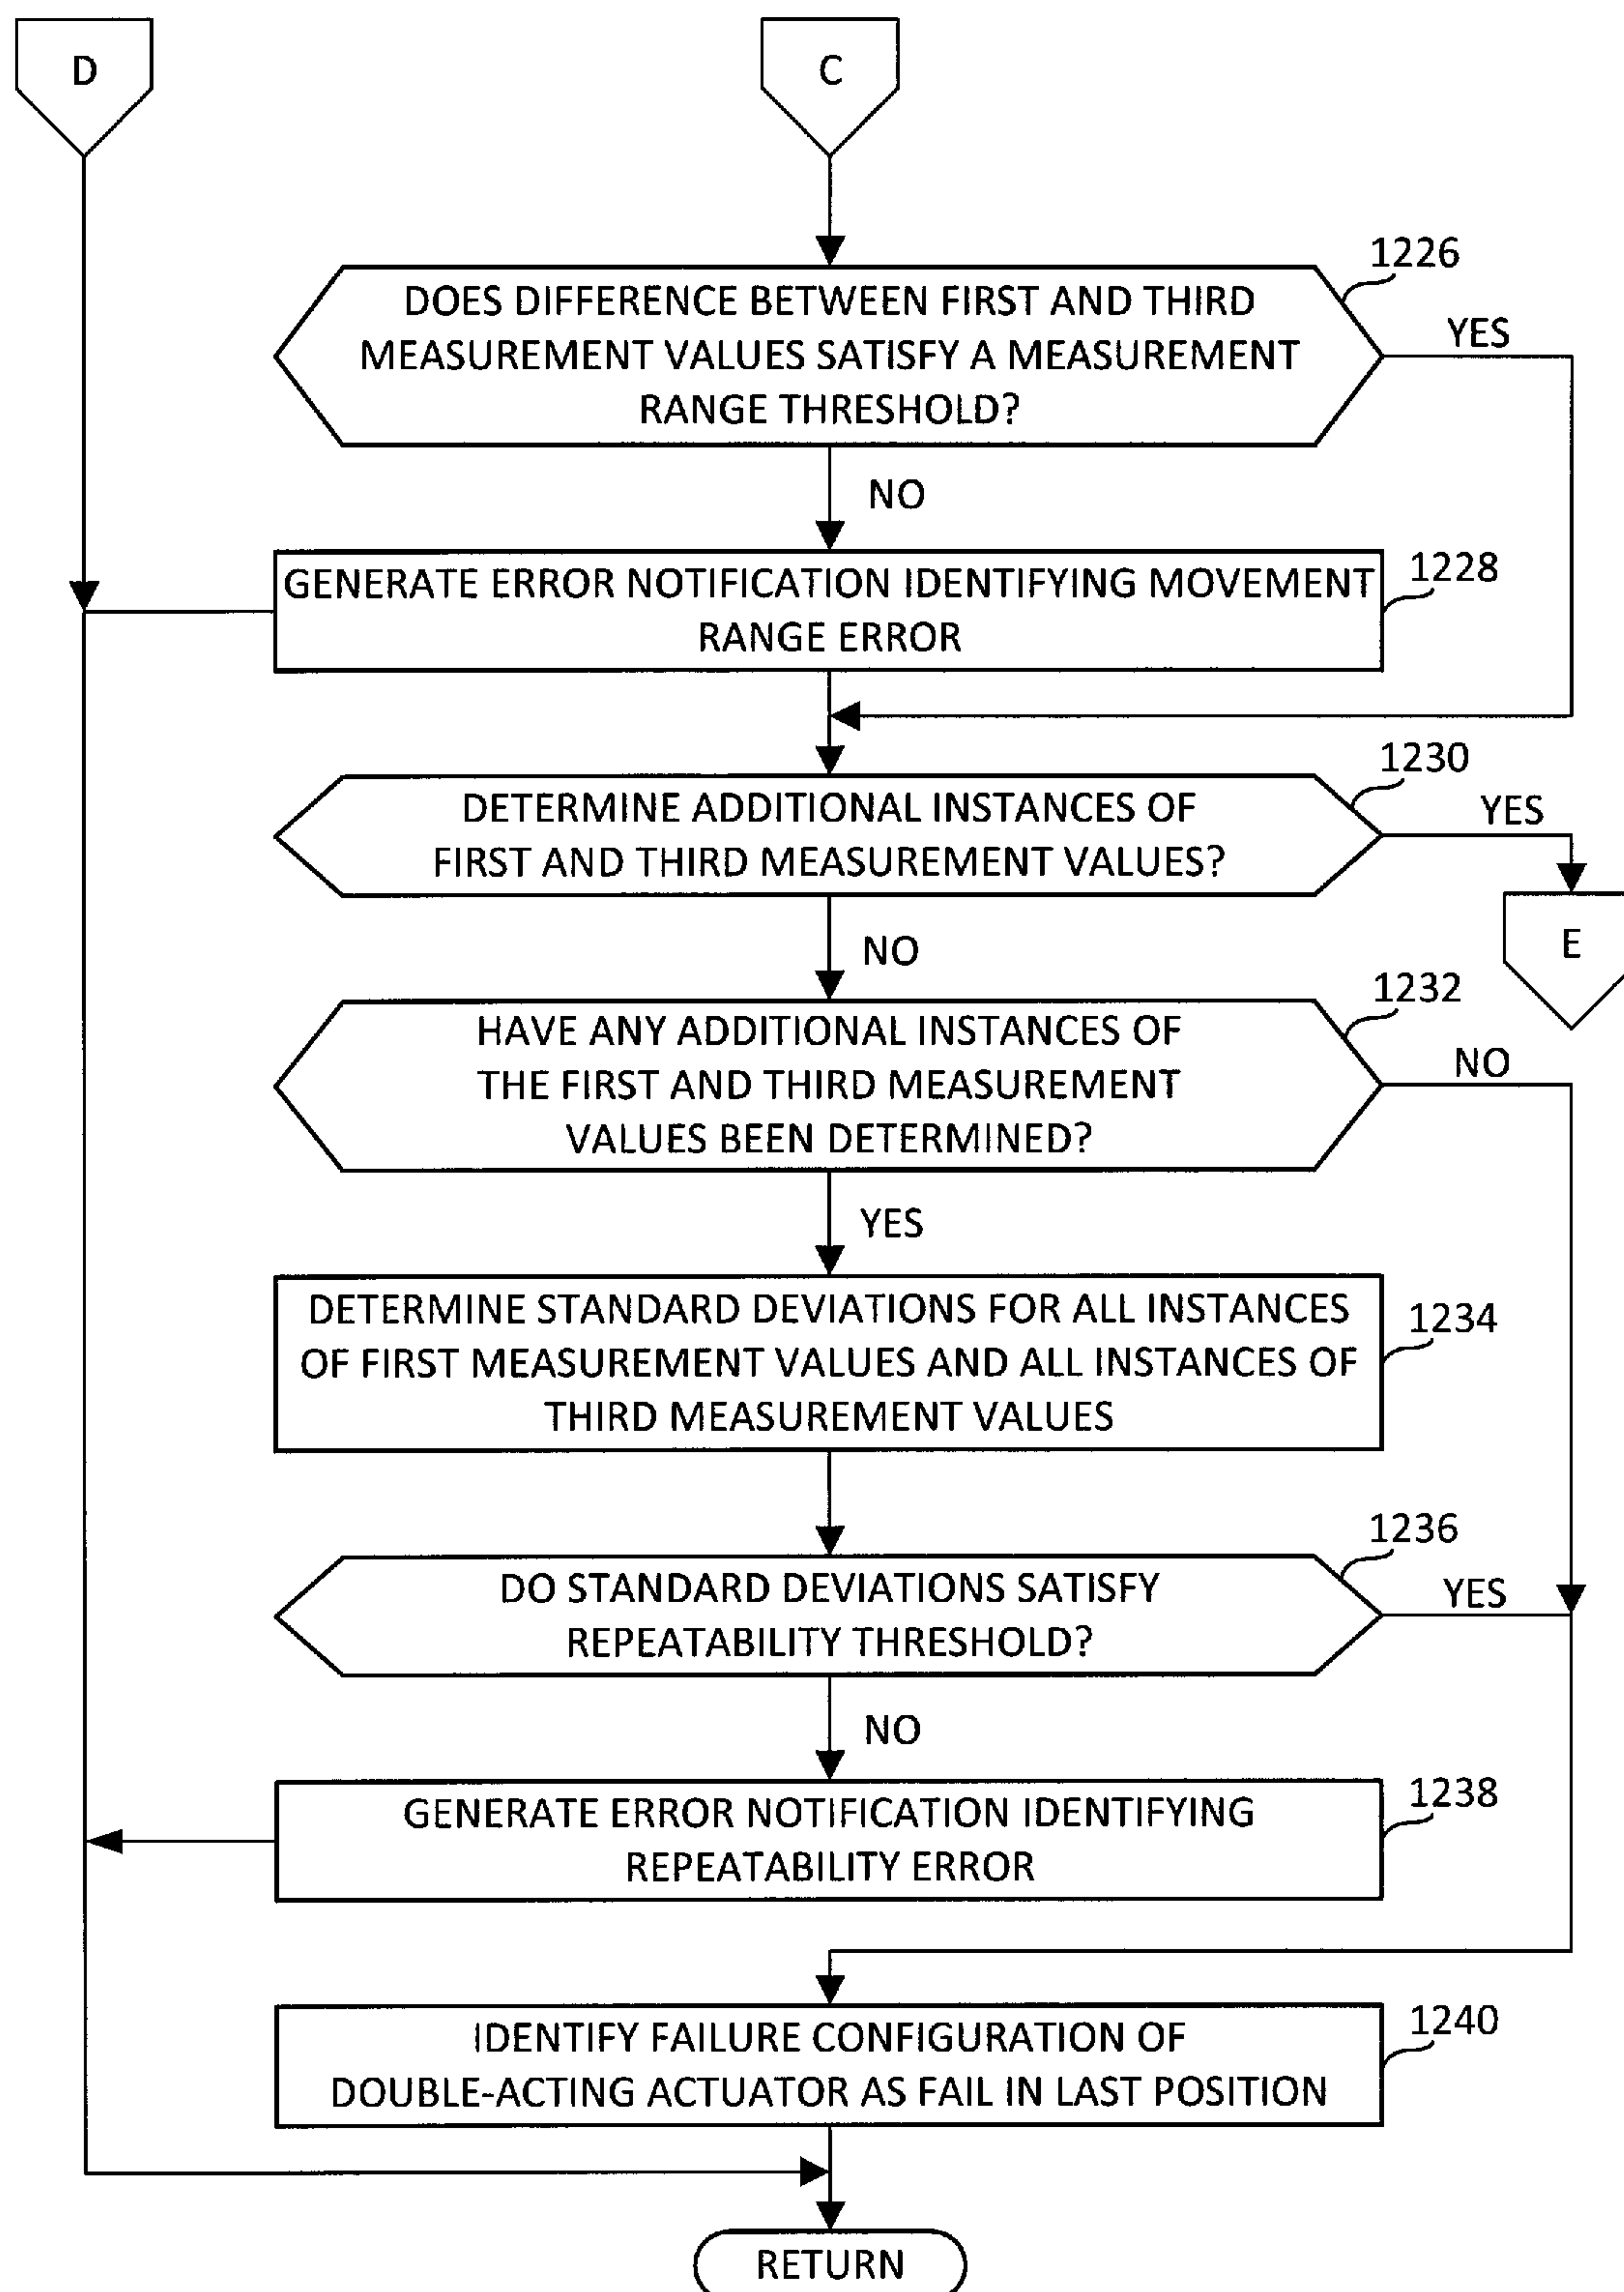 D
C
1226
DOES DIFFERENCE BETWEEN FIRST AND THIRD
MEASUREMENT VALUES SATISFY A MEASUREMENT
RANGE THRESHOLD?
YES
NO
1228
GENERATE ERROR NOTIFICATION IDENTIFYING MOVEMENT
RANGE ERROR
1230
DETERMINE ADDITIONAL INSTANCES OF
FIRST AND THIRD MEASUREMENT VALUES?
YES
E
NO
1232
HAVE ANY ADDITIONAL INSTANCES OF
THE FIRST AND THIRD MEASUREMENT
VALUES BEEN DETERMINED?
NO
YES
1234
DETERMINE STANDARD DEVIATIONS FOR ALL INSTANCES
OF FIRST MEASUREMENT VALUES AND ALL INSTANCES OF
THIRD MEASUREMENT VALUES
1236
DO STANDARD DEVIATIONS SATISFY
REPEATABILITY THRESHOLD?
YES
NO
1238
GENERATE ERROR NOTIFICATION IDENTIFYING
REPEATABILITY ERROR
1240
IDENTIFY FAILURE CONFIGURATION OF
DOUBLE-ACTING ACTUATOR AS FAIL IN LAST POSITION
RETURN